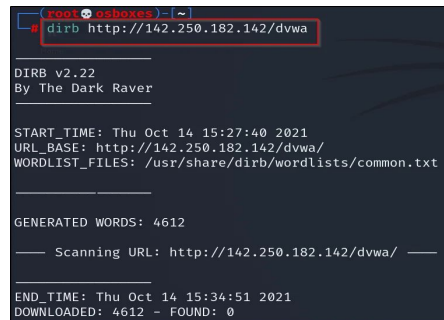 (root💀osboxes)-[~]
# dirb http://142.250.182.142/dvwa
DIRB v2.22
By The Dark Raver
START_TIME: Thu Oct 14 15:27:40 2021
URL_BASE: http://142.250.182.142/dvwa/
WORDLIST_FILES: /usr/share/dirb/wordlists/common.txt
GENERATED WORDS: 4612
---- Scanning URL: http://142.250.182.142/dvwa/ ----
END_TIME: Thu Oct 14 15:34:51 2021
DOWNLOADED: 4612 - FOUND: 0